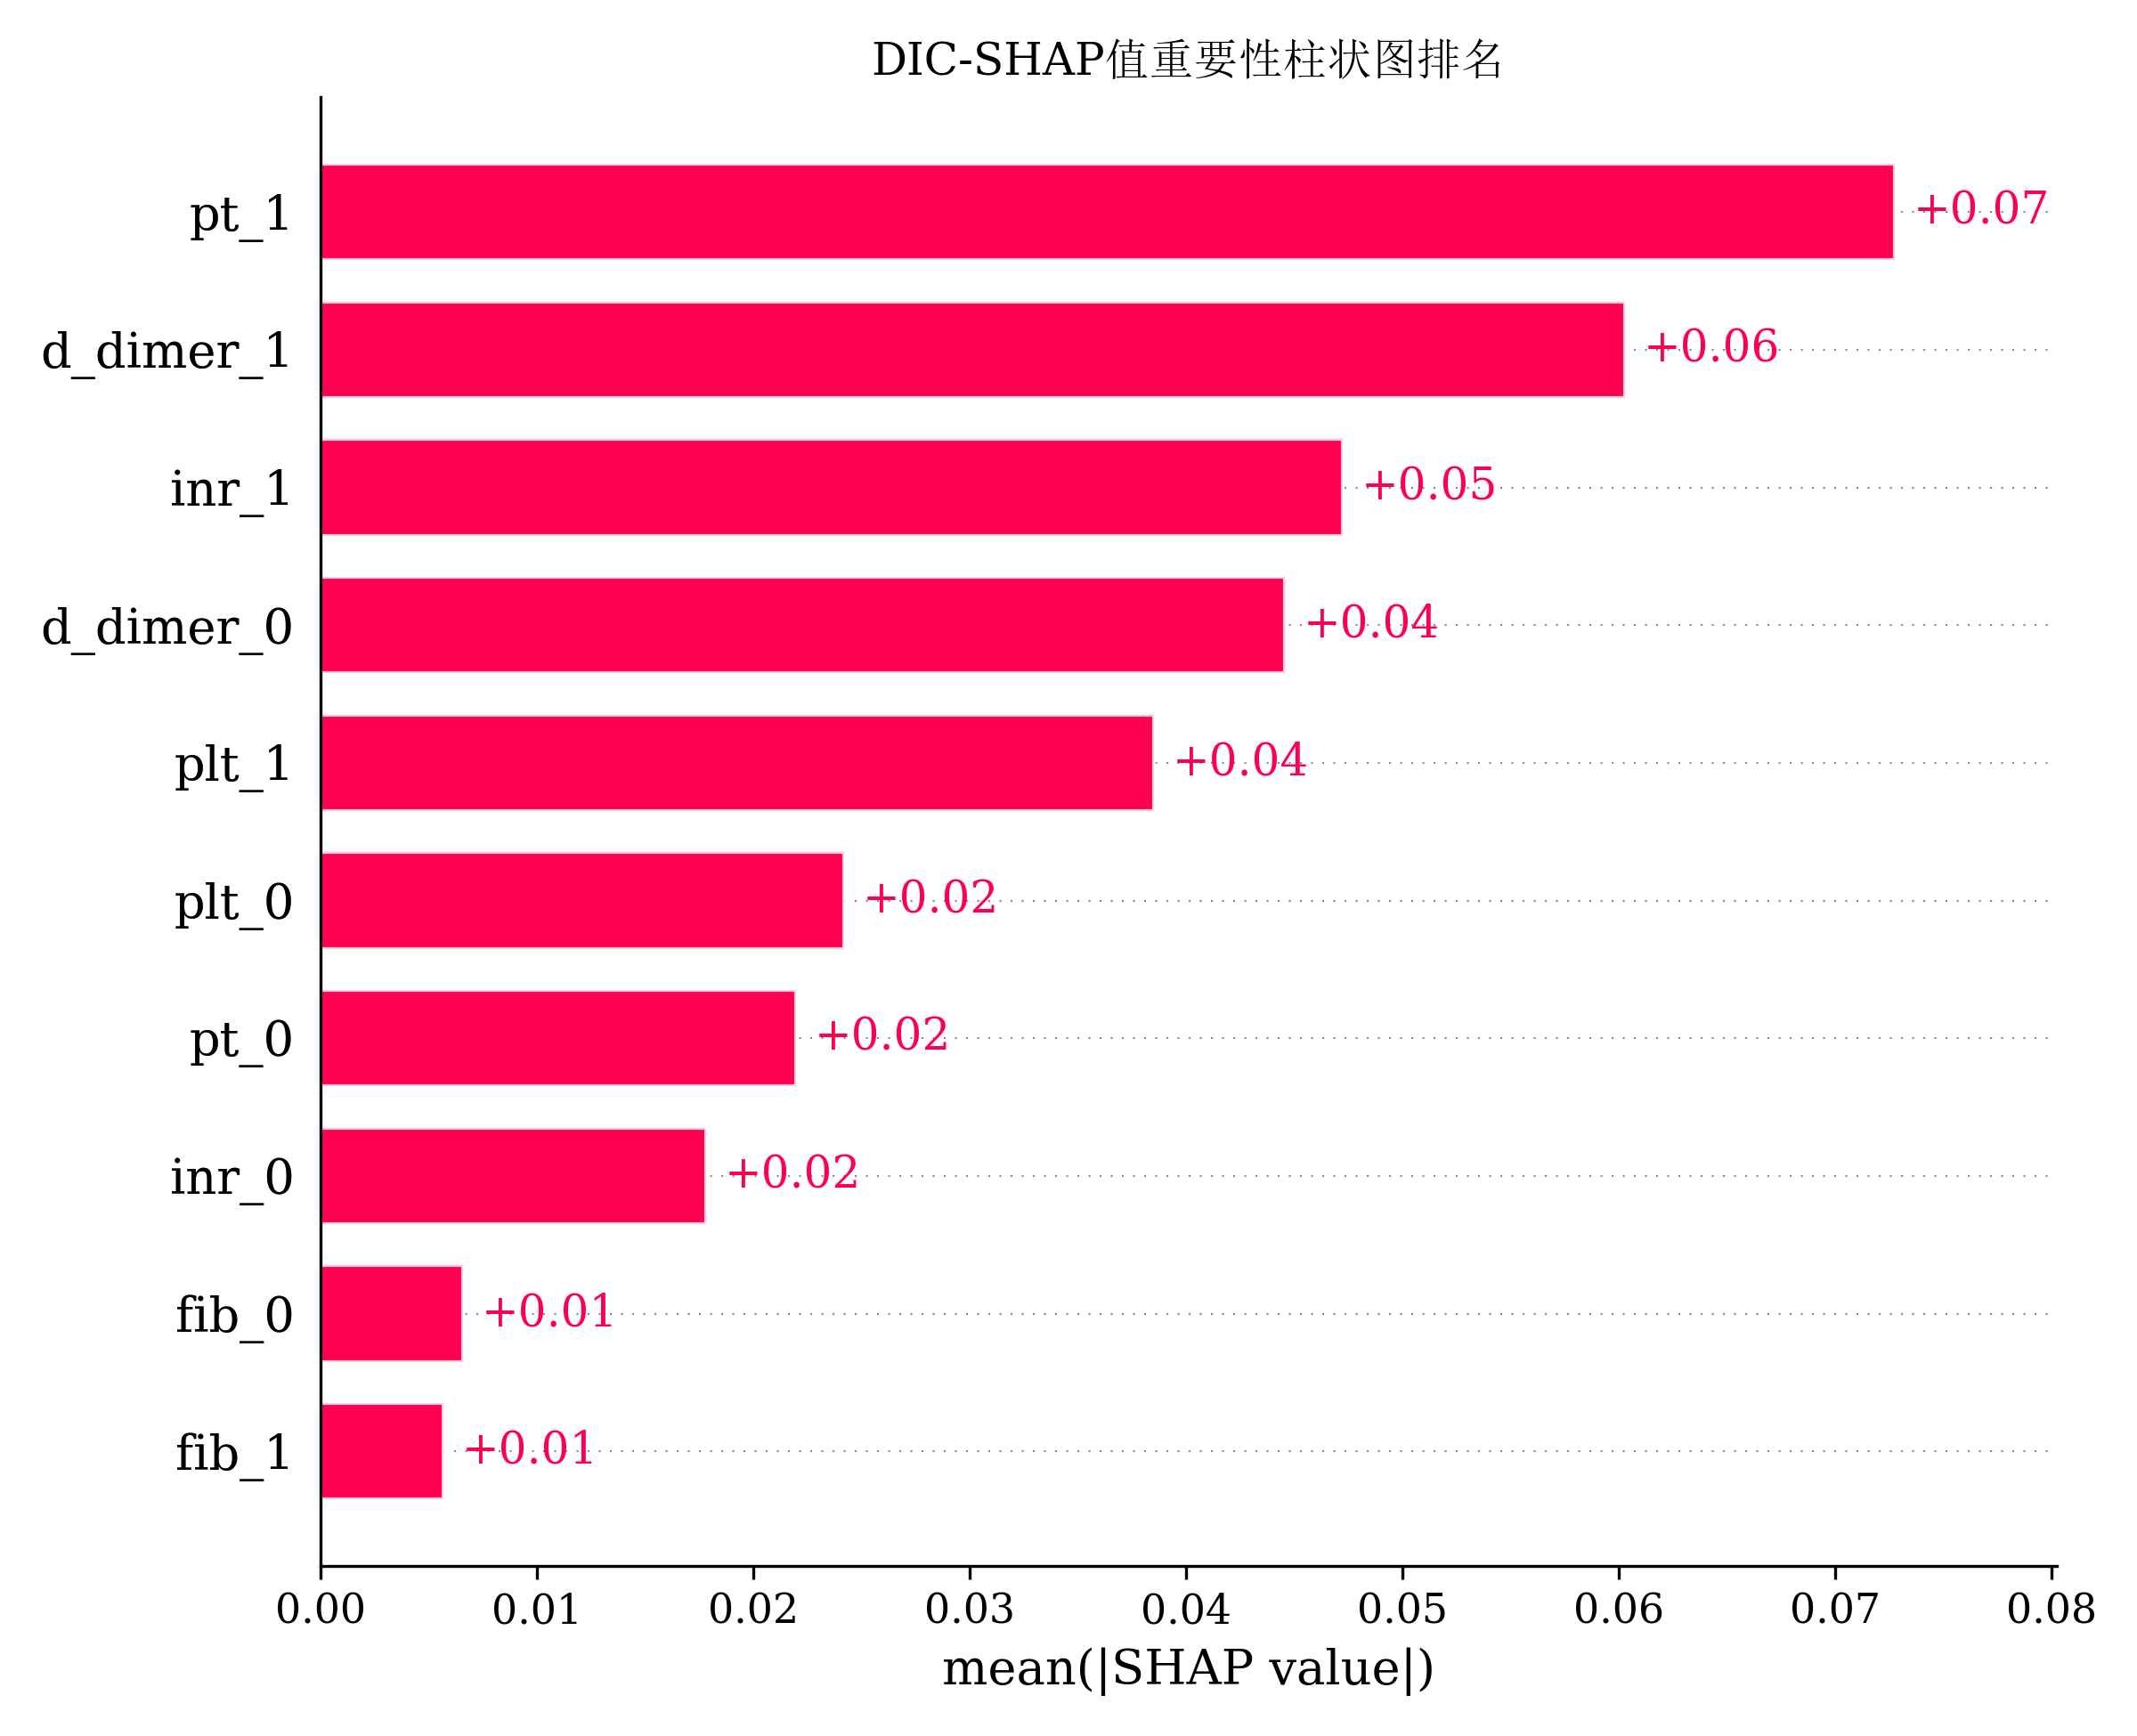 DIC-SHAP值重要性柱状图排名
pt_1
+0.07
d_dimer_1
+0.06
inr_1
+0.05
d_dimer_0
+0.04
plt_1
+0.04
plt_0
+0.02
pt_0
+0.02
inr_0
+0.02
fib_0
+0.01
fib_1
+0.01
0.00 0.01 0.02 0.03 0.04 0.05 0.06 0.07 0.08
mean(|SHAP value|)